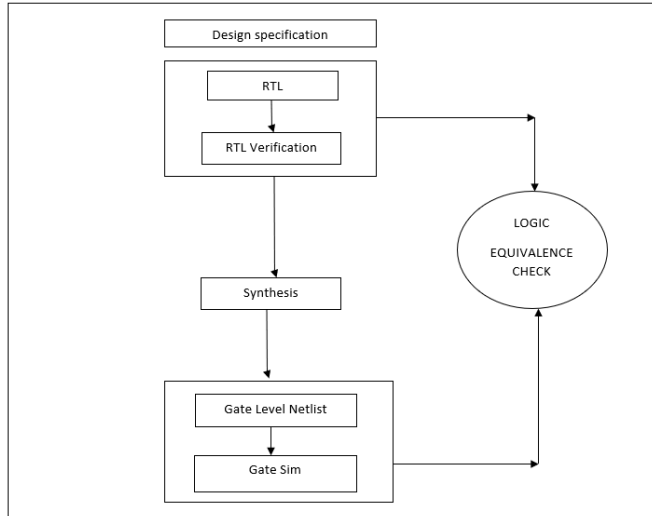 Design specification
RTL
RTL Verification
LOGIC
EQUIVALENCE
CHECK
Synthesis
Gate Level Netlist
Gate Sim